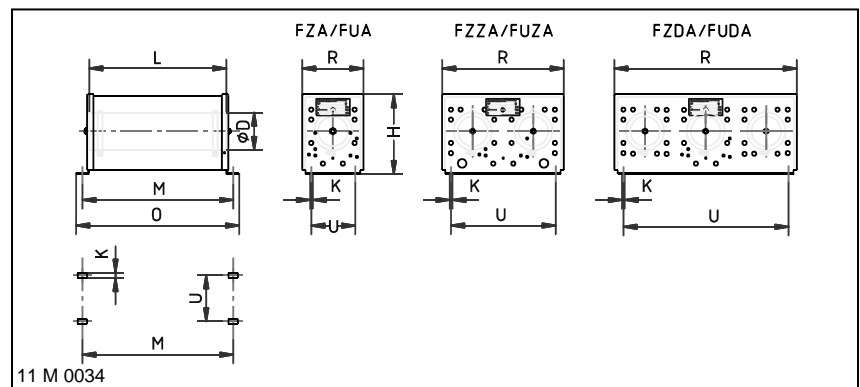 FZA/FUA
FZZA/FUZA
FZDA/FUDA
L
R
R
R
H
ØD
M
O
K
U
K
U
K
U
K
U
M
11 M 0034